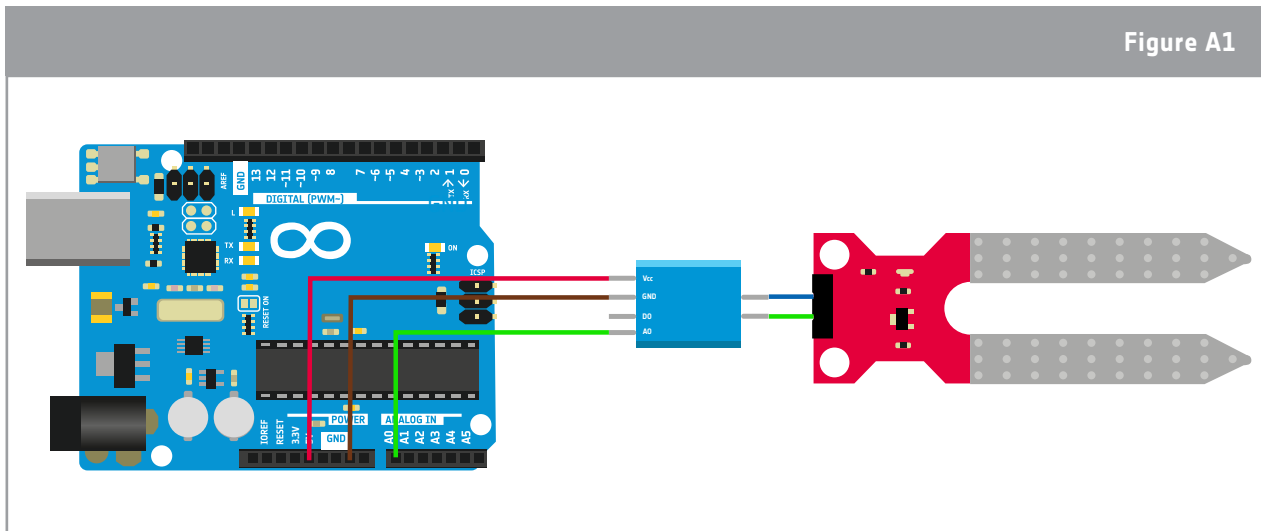 Figure A1
AREF
GND
13
12
~11
~10
~9
8
7
~6
~5
4
~3
2
TX 1
RX 0
DIGITAL (PWM~)
L
TX
RX
ON
ICSP
RESET ON
Vcc
GND
DO
AO
POWER
ANALOG IN
IOREF
RESET
3.3V
GND
A0
A1
A2
A3
A4
A5